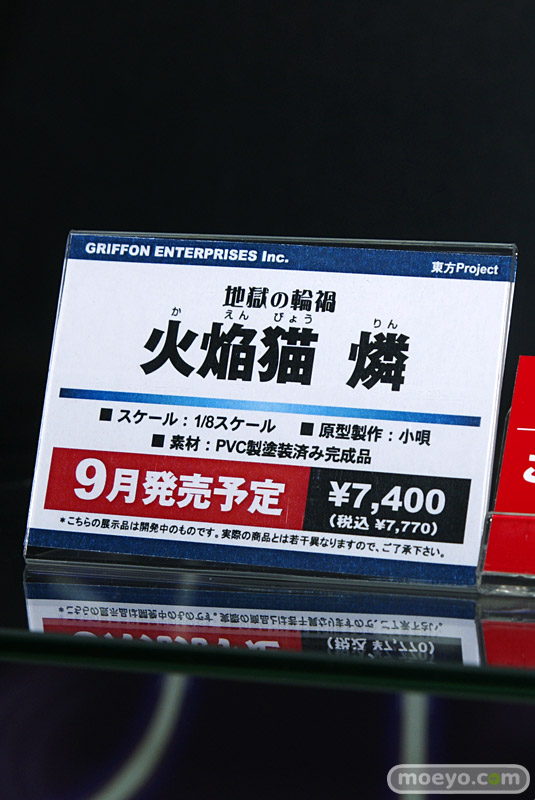 GRIFFON ENTERPRISES Inc.
東方Project
地獄の輪禍
か えん びょう りん
火焔猫 燐
■ スケール：1/8スケール ■ 原型製作：小唄
■ 素材：PVC製塗装済み完成品
9月発売予定
¥7,400
(税込 ¥7,770)
＊こちらの展示品は開発中のものです。実際の商品とは若干異なりますので、ご了承下さい。
moeyo.com